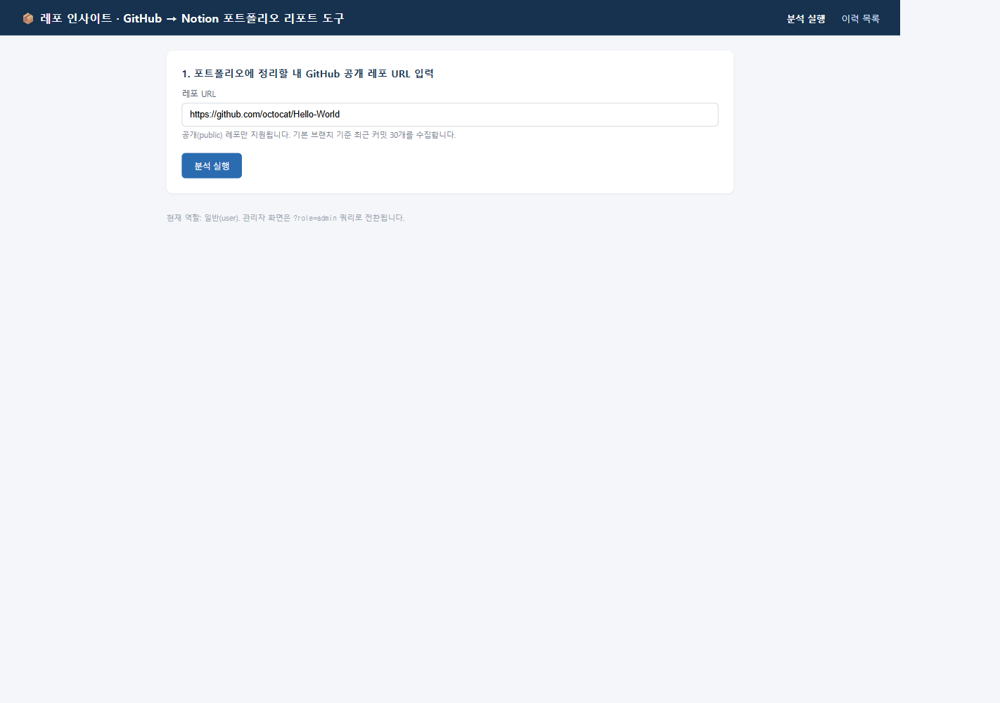 📦 레포 인사이트 · GitHub → Notion 포트폴리오 리포트 도구
분석 실행 이력 목록
1. 포트폴리오에 정리할 내 GitHub 공개 레포 URL 입력
레포 URL
https://github.com/octocat/Hello-World
공개(public) 레포만 지원됩니다. 기본 브랜치 기준 최근 커밋 30개를 수집합니다.
분석 실행
현재 역할: 일반(user). 관리자 화면은 ?role=admin 쿼리로 전환됩니다.